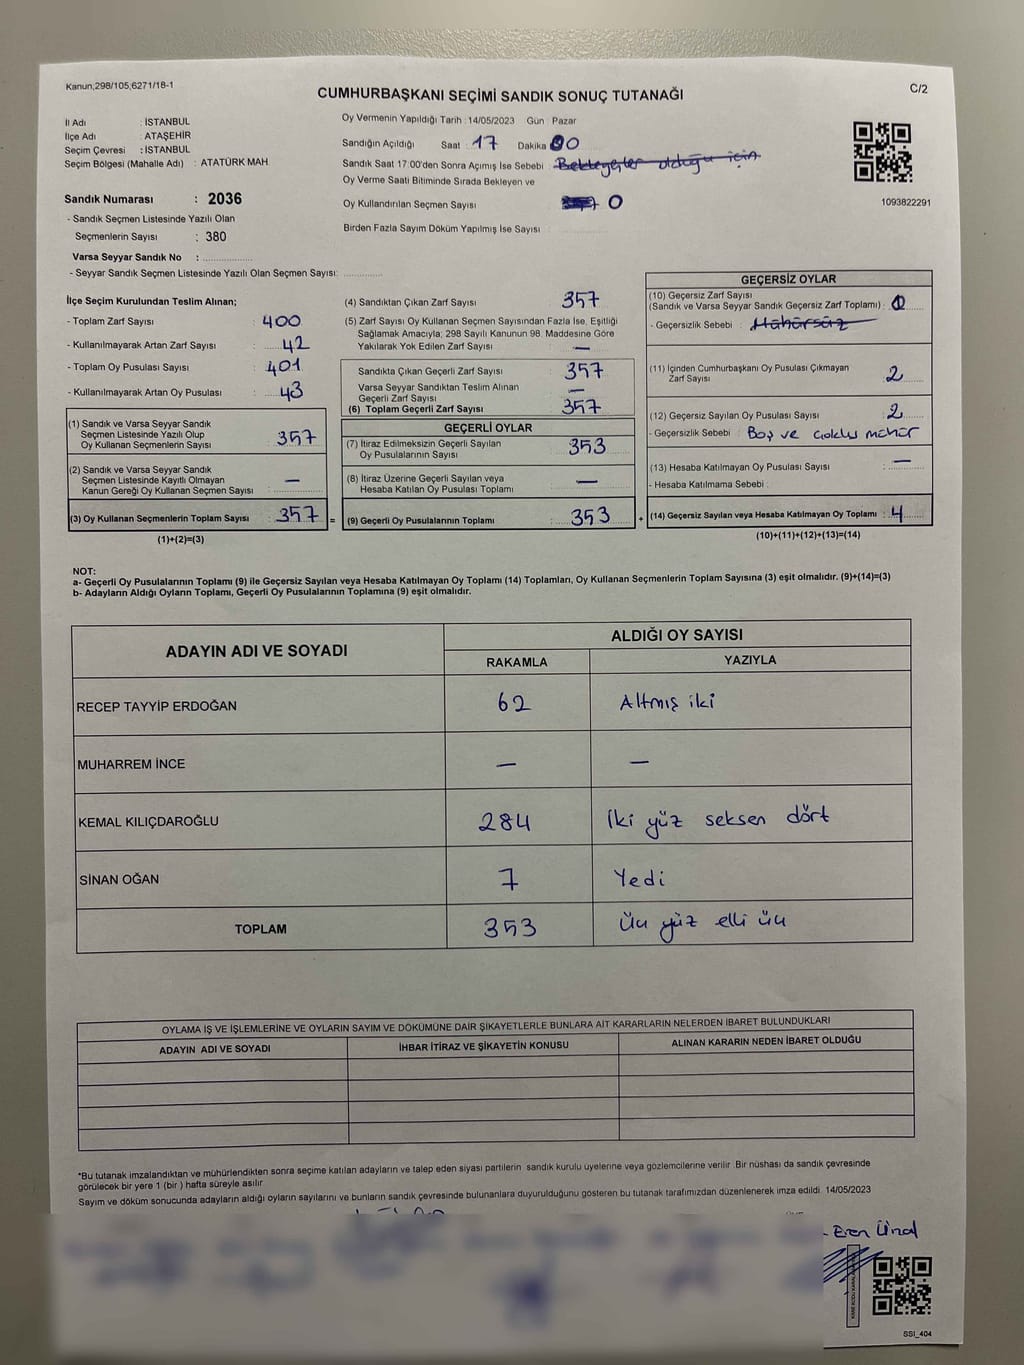 Kanun;298/105;6271/18-1
C/2
CUMHURBAŞKANI SEÇİMİ SANDIK SONUÇ TUTANAĞI
İl Adı : İSTANBUL
İlçe Adı : ATAŞEHİR
Seçim Çevresi : İSTANBUL
Seçim Bölgesi (Mahalle Adı) : ATATÜRK MAH
Sandık Numarası : 2036
- Sandık Seçmen Listesinde Yazılı Olan
Seçmenlerin Sayısı : 380
Varsa Seyyar Sandık No :
- Seyyar Sandık Seçmen Listesinde Yazılı Olan Seçmen Sayısı:
Oy Vermenin Yapıldığı Tarih : 14/05/2023 Gün Pazar
Sandığın Açıldığı Saat : 17 Dakika : 00
Sandık Saat 17:00'den Sonra Açımış İse Sebebi : Bekleyenler olduğu için
Oy Verme Saati Bitiminde Sırada Bekleyen ve
Oy Kullandırılan Seçmen Sayısı 0
Birden Fazla Sayım Döküm Yapılmış İse Sayısı
1093822291
İlçe Seçim Kurulundan Teslim Alınan;
- Toplam Zarf Sayısı : 400
- Kullanılmayarak Artan Zarf Sayısı : 42
- Toplam Oy Pusulası Sayısı : 401
- Kullanılmayarak Artan Oy Pusulası : 43
(1) Sandık ve Varsa Seyyar Sandık
Seçmen Listesinde Yazılı Olup
Oy Kullanan Seçmenlerin Sayısı : 357
(2) Sandık ve Varsa Seyyar Sandık
Seçmen Listesinde Kayıtlı Olmayan
Kanun Gereği Oy Kullanan Seçmen Sayısı : —
(3) Oy Kullanan Seçmenlerin Toplam Sayısı : 357 =
(1)+(2)=(3)
(4) Sandıktan Çıkan Zarf Sayısı 357
(5) Zarf Sayısı Oy Kullanan Seçmen Sayısından Fazla İse, Eşitliği
Sağlamak Amacıyla; 298 Sayılı Kanunun 98. Maddesine Göre
Yakılarak Yok Edilen Zarf Sayısı —
Sandıkta Çıkan Geçerli Zarf Sayısı : 357
Varsa Seyyar Sandıktan Teslim Alınan
Geçerli Zarf Sayısı —
(6) Toplam Geçerli Zarf Sayısı : 357
GEÇERLİ OYLAR
(7) İtiraz Edilmeksizin Geçerli Sayılan
Oy Pusulalarının Sayısı : 353
(8) İtiraz Üzerine Geçerli Sayılan veya
Hesaba Katılan Oy Pusulası Toplamı —
(9) Geçerli Oy Pusulalarının Toplamı 353 +
GEÇERSİZ OYLAR
(10) Geçersiz Zarf Sayısı
(Sandık ve Varsa Seyyar Sandık Geçersiz Zarf Toplamı) :
- Geçersizlik Sebebi : Mühürsüz
(11) İçinden Cumhurbaşkanı Oy Pusulası Çıkmayan
Zarf Sayısı 2
(12) Geçersiz Sayılan Oy Pusulası Sayısı : 2
- Geçersizlik Sebebi : Boş ve çoklu mühür
(13) Hesaba Katılmayan Oy Pusulası Sayısı : —
- Hesaba Katılmama Sebebi :
(14) Geçersiz Sayılan veya Hesaba Katılmayan Oy Toplamı : 4
(10)+(11)+(12)+(13)=(14)
NOT:
a- Geçerli Oy Pusulalarının Toplamı (9) ile Geçersiz Sayılan veya Hesaba Katılmayan Oy Toplamı (14) Toplamları, Oy Kullanan Seçmenlerin Toplam Sayısına (3) eşit olmalıdır. (9)+(14)=(3)
b- Adayların Aldığı Oyların Toplamı, Geçerli Oy Pusulalarının Toplamına (9) eşit olmalıdır.
ADAYIN ADI VE SOYADI ALDIĞI OY SAYISI
RAKAMLA YAZIYLA
RECEP TAYYİP ERDOĞAN 62 Altmış iki
MUHARREM İNCE — —
KEMAL KILIÇDAROĞLU 284 İki yüz seksen dört
SİNAN OĞAN 7 Yedi
TOPLAM 353 Üç yüz elli üç
OYLAMA İŞ VE İŞLEMLERİNE VE OYLARIN SAYIM VE DÖKÜMÜNE DAİR ŞİKAYETLERLE BUNLARA AİT KARARLARIN NELERDEN İBARET BULUNDUKLARI
ADAYIN ADI VE SOYADI İHBAR İTİRAZ VE ŞİKAYETİN KONUSU ALINAN KARARIN NEDEN İBARET OLDUĞU
*Bu tutanak imzalandıktan ve mühürlendikten sonra seçime katılan adayların ve talep eden siyasi partilerin sandık kurulu üyelerine veya gözlemcilerine verilir. Bir nüshası da sandık çevresinde
görülecek bir yere 1 (bir ) hafta süreyle asılır
Sayım ve döküm sonucunda adayların aldığı oyların sayılarını ve bunların sandık çevresinde bulunanlara duyurulduğunu gösteren bu tutanak tarafımızdan düzenlenerek imza edildi. 14/05/2023
Eren Ünal
SSI_404